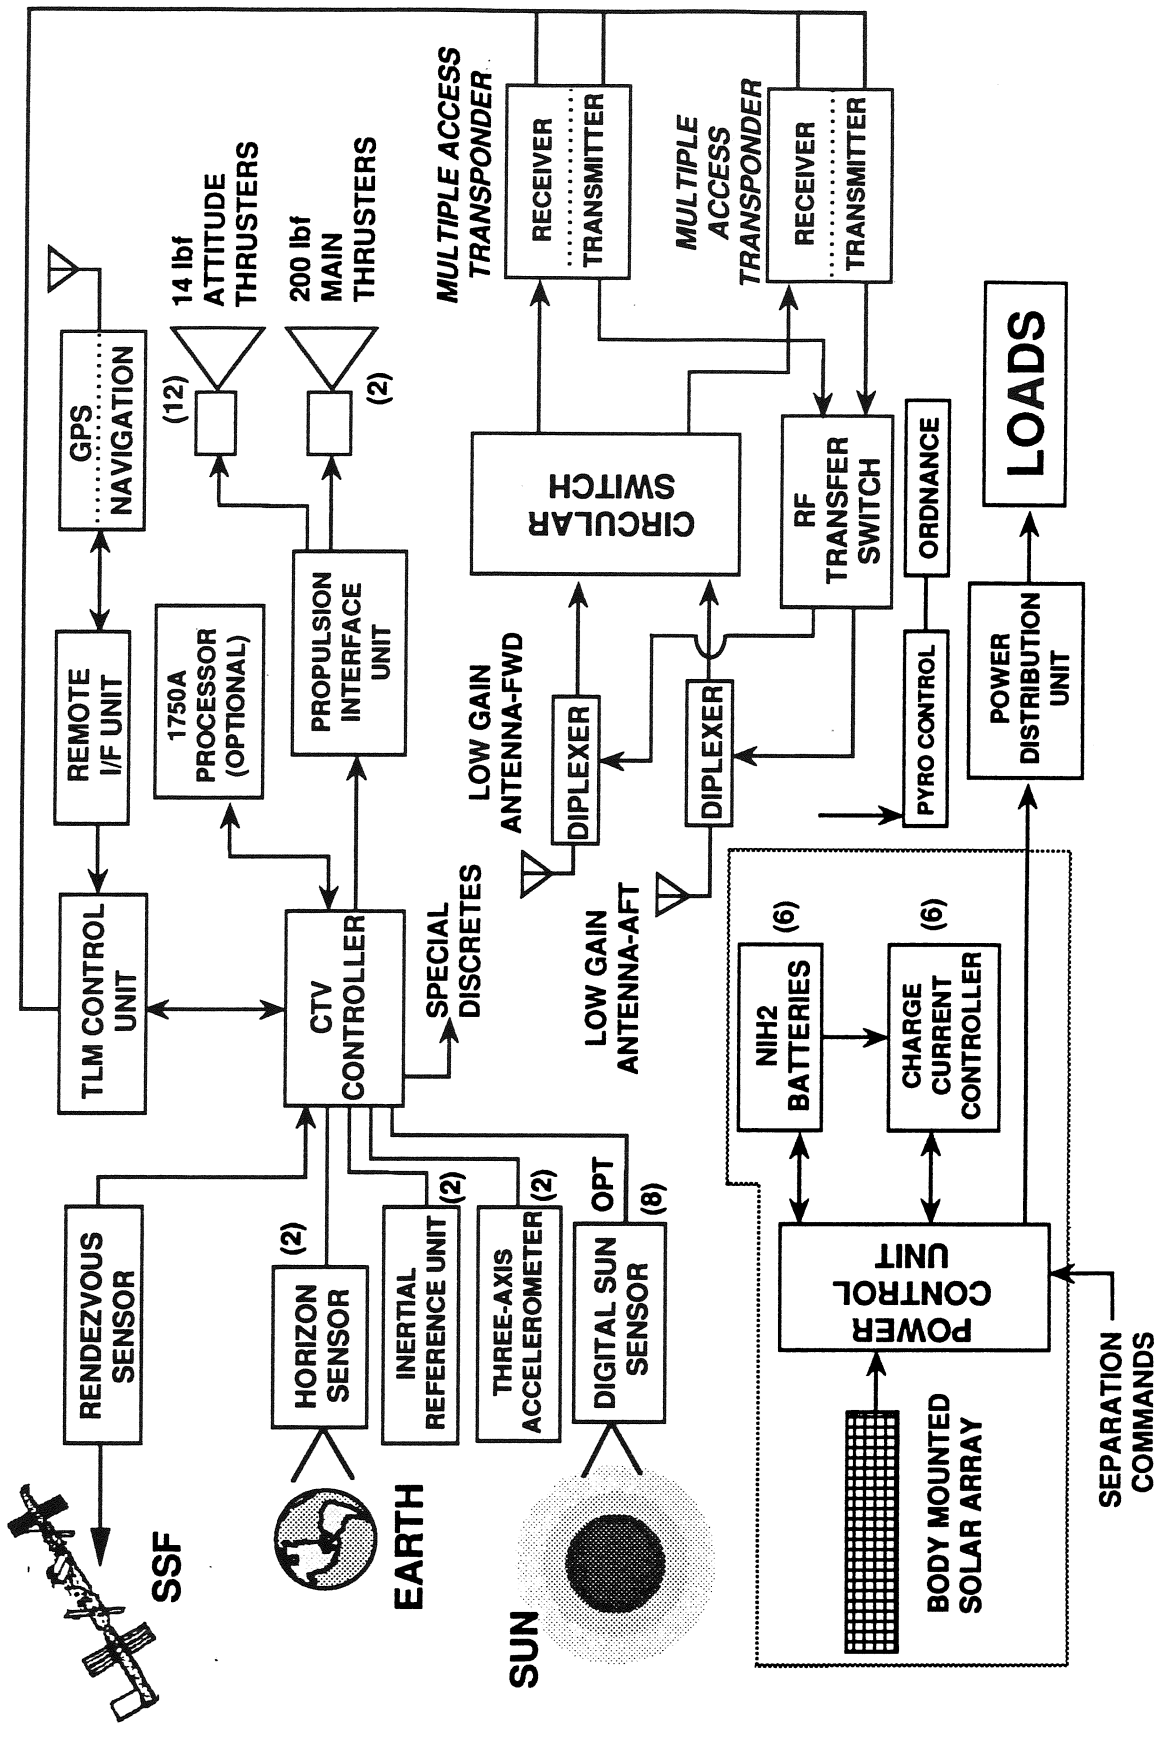 SSF
RENDEZVOUS
SENSOR
TLM CONTROL
UNIT
REMOTE
I/F UNIT
GPS
NAVIGATION
1750A
PROCESSOR
(OPTIONAL)
(12)
14 lbf
ATTITUDE
THRUSTERS
EARTH
HORIZON
SENSOR
(2)
CTV
CONTROLLER
PROPULSION
INTERFACE
UNIT
(2)
200 lbf
MAIN
THRUSTERS
INERTIAL
REFERENCE UNIT
(2)
SPECIAL
DISCRETES
THREE-AXIS
ACCELEROMETER
(2)
SUN
DIGITAL SUN
SENSOR
OPT
(8)
LOW GAIN
ANTENNA-FWD
DIPLEXER
CIRCULAR
SWITCH
MULTIPLE ACCESS
TRANSPONDER
RECEIVER
TRANSMITTER
LOW GAIN
ANTENNA-AFT
DIPLEXER
RF
TRANSFER
SWITCH
MULTIPLE
ACCESS
TRANSPONDER
RECEIVER
TRANSMITTER
PYRO CONTROL
ORDNANCE
NIH2
BATTERIES
(6)
CHARGE
CURRENT
CONTROLLER
(6)
POWER
CONTROL
UNIT
BODY MOUNTED
SOLAR ARRAY
POWER
DISTRIBUTION
UNIT
LOADS
SEPARATION
COMMANDS